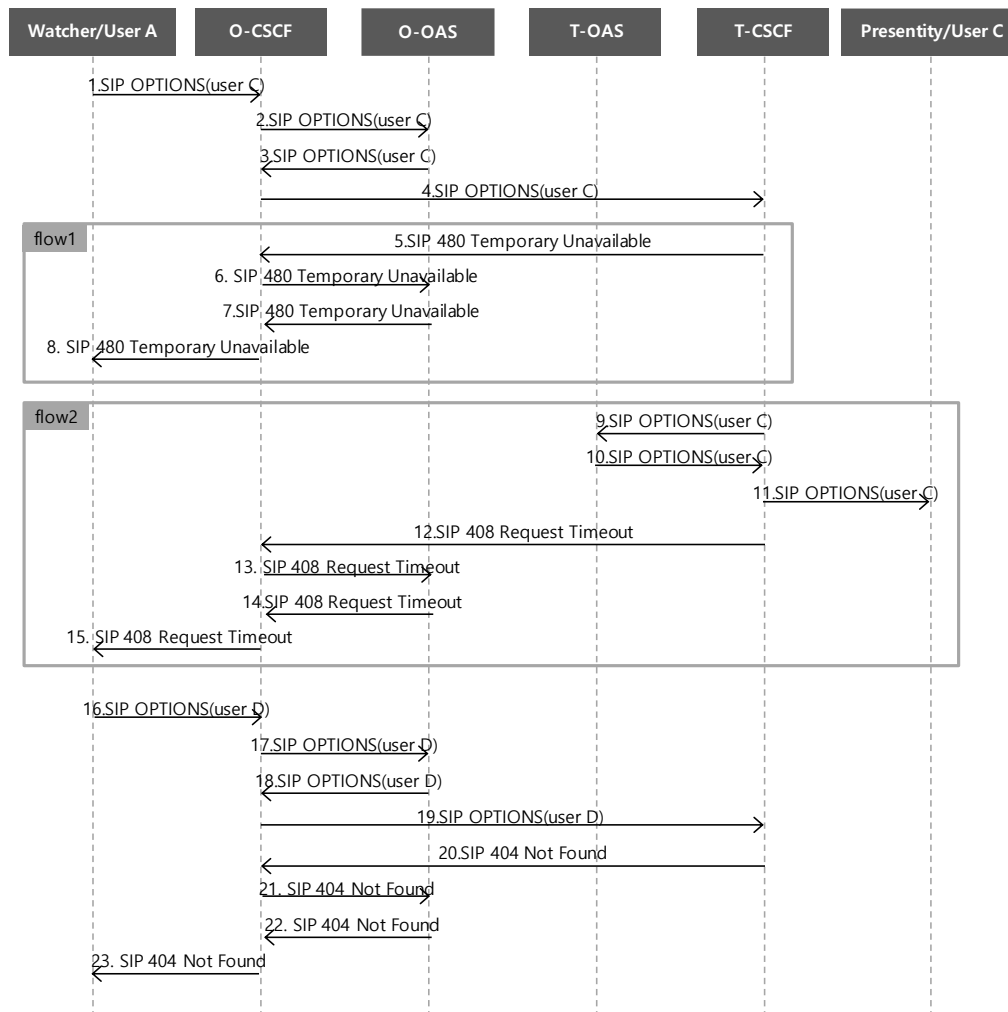 Watcher/User A
O-CSCF
O-OAS
T-OAS
T-CSCF
Presentity/User C
1.SIP OPTIONS(user C)
2.SIP OPTIONS(user C)
3.SIP OPTIONS(user C)
4.SIP OPTIONS(user C)
flow1
5.SIP 480 Temporary Unavailable
6. SIP 480 Temporary Unavailable
7.SIP 480 Temporary Unavailable
8. SIP 480 Temporary Unavailable
flow2
9.SIP OPTIONS(user C)
10.SIP OPTIONS(user C)
11.SIP OPTIONS(user C)
12.SIP 408 Request Timeout
13. SIP 408 Request Timeout
14.SIP 408 Request Timeout
15. SIP 408 Request Timeout
16.SIP OPTIONS(user D)
17.SIP OPTIONS(user D)
18.SIP OPTIONS(user D)
19.SIP OPTIONS(user D)
20.SIP 404 Not Found
21. SIP 404 Not Found
22. SIP 404 Not Found
23. SIP 404 Not Found